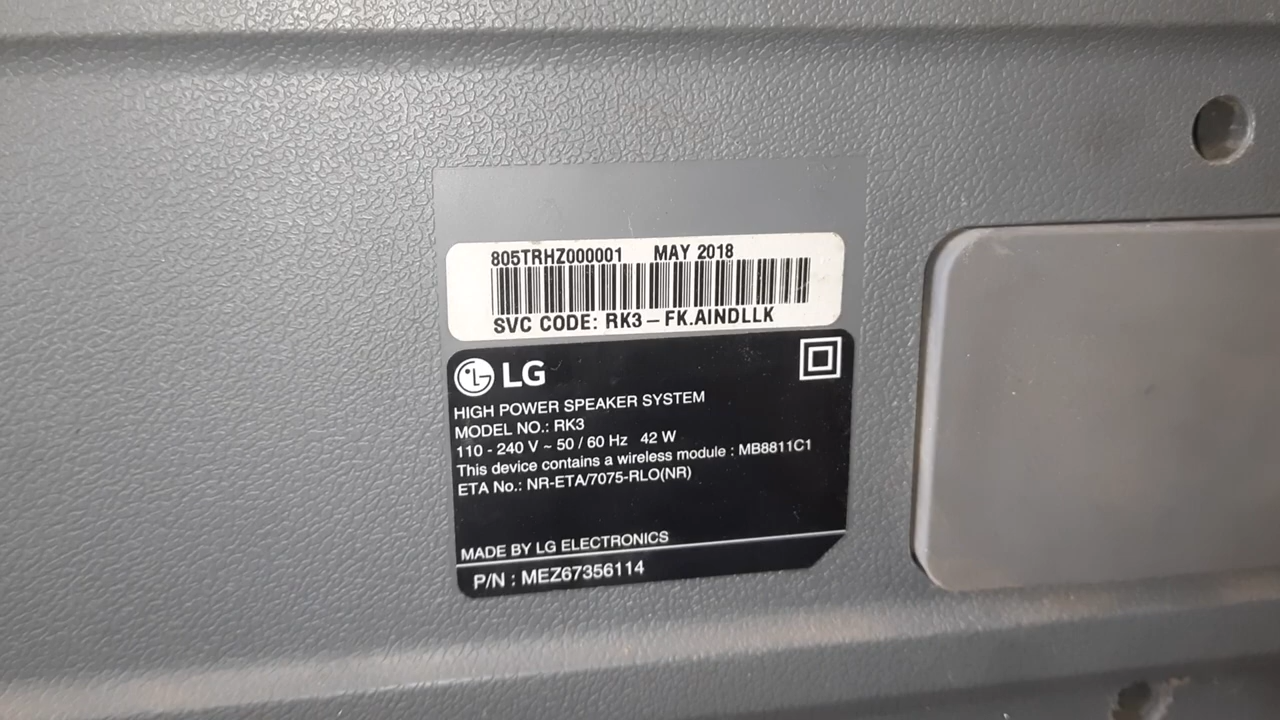 805TRHZ000001 MAY 2018
SVC CODE: RK3-FK.AINDLLK
LG
HIGH POWER SPEAKER SYSTEM
MODEL NO.: RK3
110 - 240 V ~ 50 / 60 Hz 42 W
This device contains a wireless module : MB8811C1
ETA No.: NR-ETA/7075-RLO(NR)
MADE BY LG ELECTRONICS
P/N : MEZ67356114